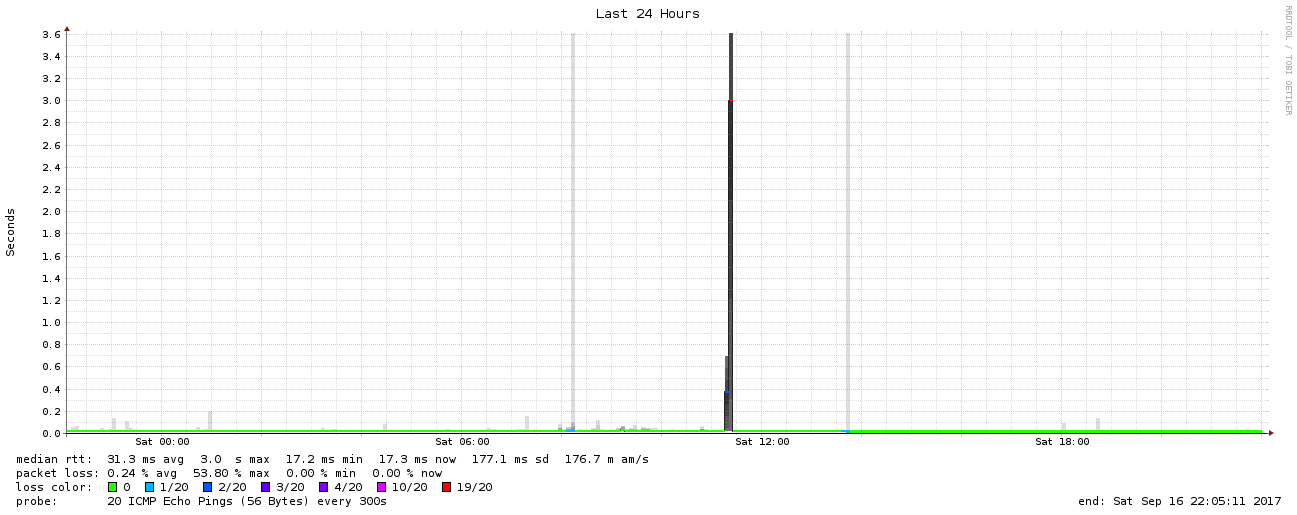 Last 24 Hours
RRDTOOL / TOBI OETIKER
Seconds
3.6
3.4
3.2
3.0
2.8
2.6
2.4
2.2
2.0
1.8
1.6
1.4
1.2
1.0
0.8
0.6
0.4
0.2
0.0
Sat 00:00 Sat 06:00 Sat 12:00 Sat 18:00
median rtt: 31.3 ms avg 3.0 s max 17.2 ms min 17.3 ms now 177.1 ms sd 176.7 m am/s
packet loss: 0.24 % avg 53.80 % max 0.00 % min 0.00 % now
loss color: 0 1/20 2/20 3/20 4/20 10/20 19/20
probe: 20 ICMP Echo Pings (56 Bytes) every 300s end: Sat Sep 16 22:05:11 2017